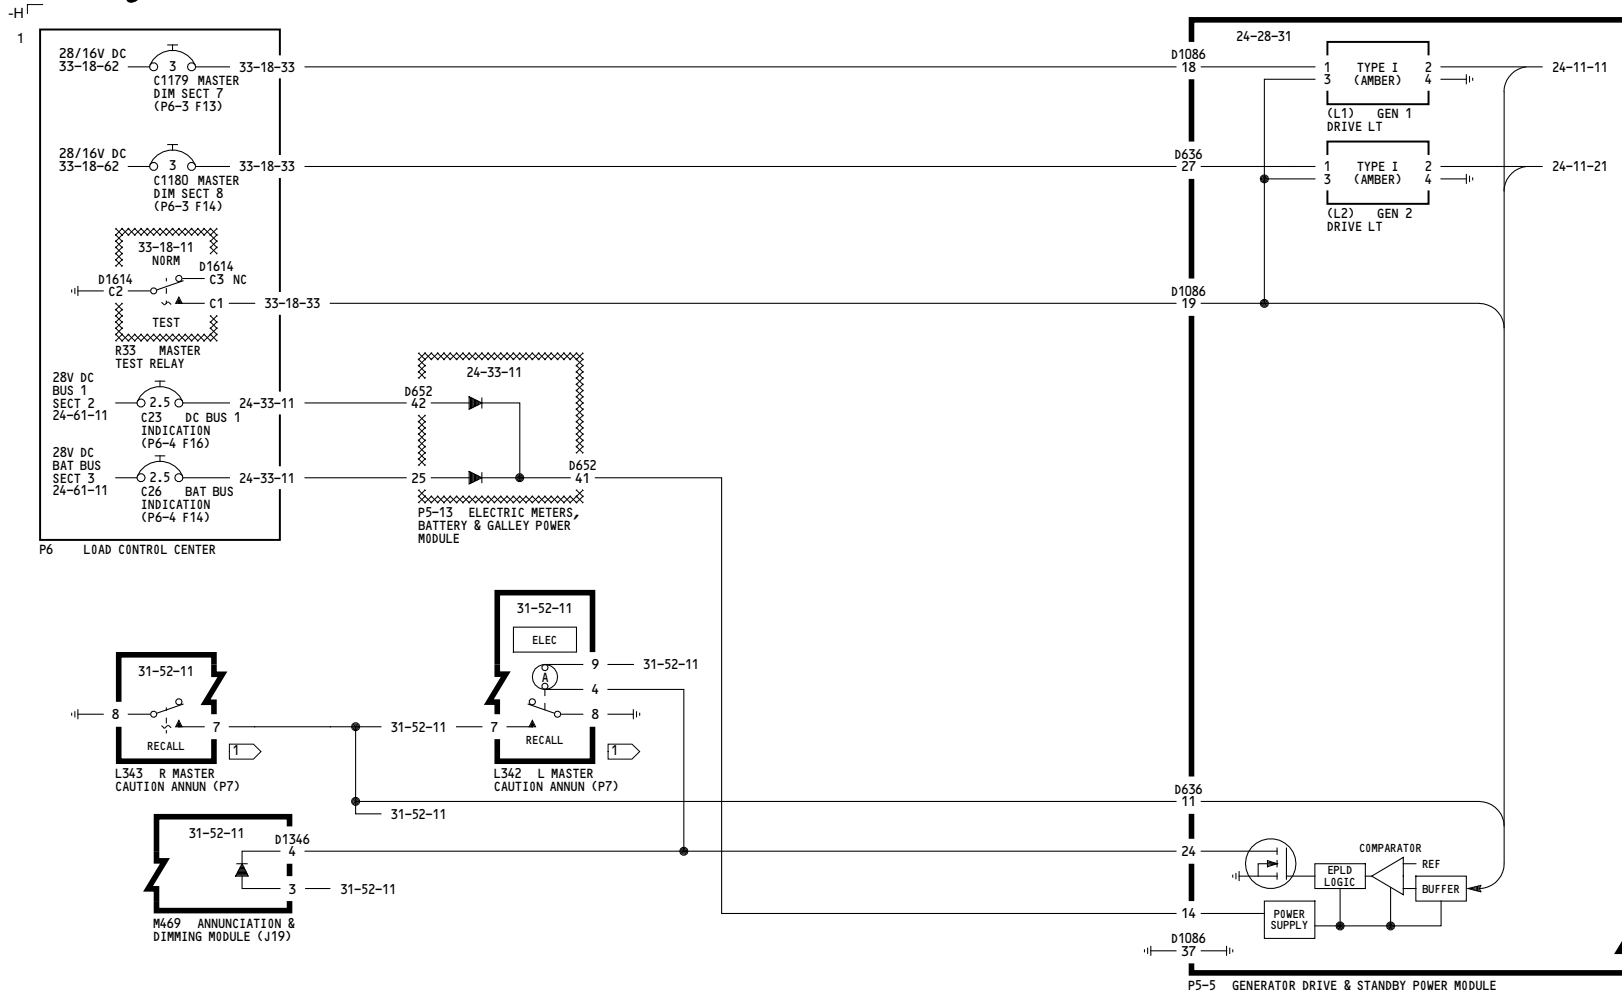 -H
1
28/16V DC
33-18-62
3
33-18-33
C1179 MASTER
DIM SECT 7
(P6-3 F13)
28/16V DC
33-18-62
3
33-18-33
C1180 MASTER
DIM SECT 8
(P6-3 F14)
33-18-11
NORM
D1614
C3 NC
D1614
C2
C1
33-18-33
TEST
R33 MASTER
TEST RELAY
28V DC
BUS 1
SECT 2
24-61-11
2.5
24-33-11
C23 DC BUS 1
INDICATION
(P6-4 F16)
28V DC
BAT BUS
SECT 3
24-61-11
2.5
24-33-11
C26 BAT BUS
INDICATION
(P6-4 F14)
P6 LOAD CONTROL CENTER
24-33-11
D652
42
25
D652
41
P5-13 ELECTRIC METERS,
BATTERY & GALLEY POWER
MODULE
31-52-11
ELEC
A
9
31-52-11
4
8
7
RECALL
1
L342 L MASTER
CAUTION ANNUN (P7)
31-52-11
8
7
RECALL
1
31-52-11
L343 R MASTER
CAUTION ANNUN (P7)
31-52-11
31-52-11
D1346
4
3
31-52-11
M469 ANNUNCIATION &
DIMMING MODULE (J19)
24-28-31
D1086
18
1
TYPE I
2
24-11-11
3
(AMBER)
4
(L1) GEN 1
DRIVE LT
D636
27
1
TYPE I
2
24-11-21
3
(AMBER)
4
(L2) GEN 2
DRIVE LT
D1086
19
D636
11
24
COMPARATOR
REF
EPLD
LOGIC
BUFFER
14
POWER
SUPPLY
D1086
37
P5-5 GENERATOR DRIVE & STANDBY POWER MODULE